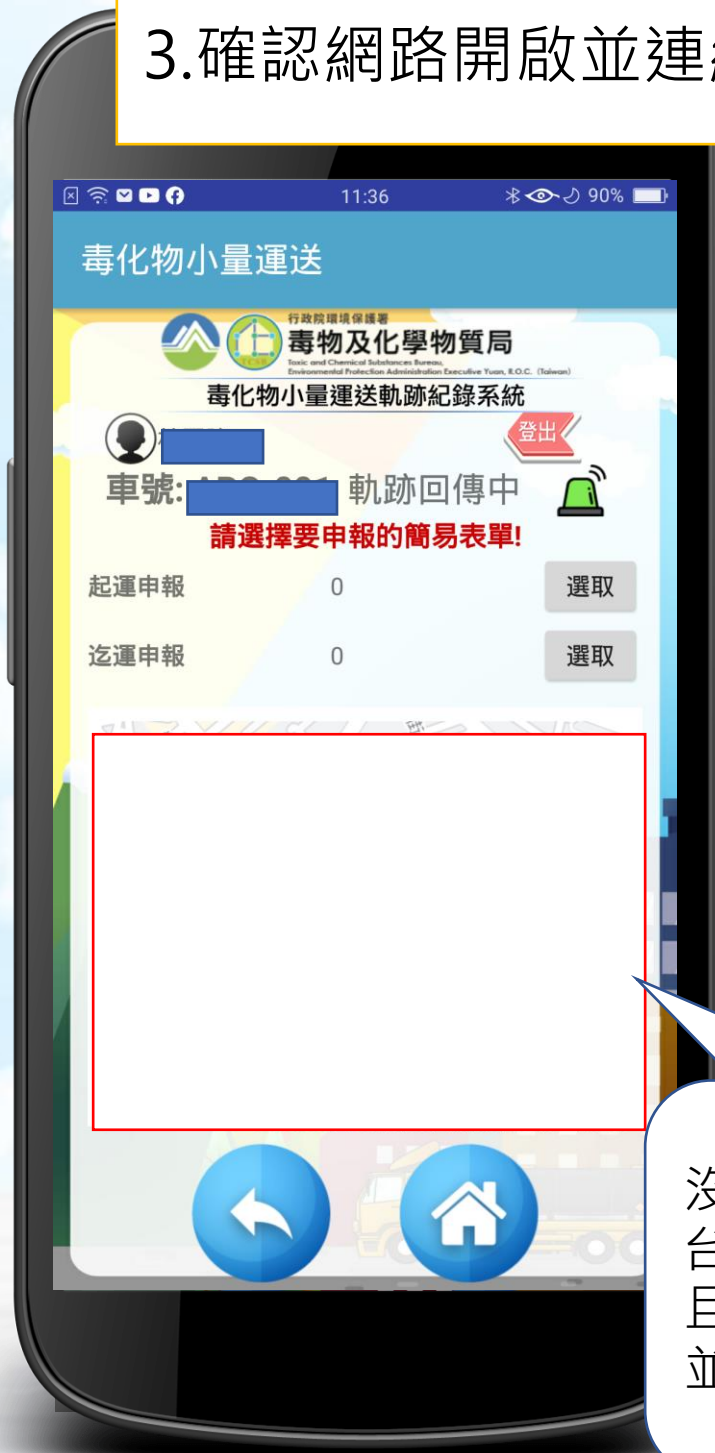 3.確認網路開啟並連
11:36
90%
毒化物小量運送
行政院環境保護署
毒物及化學物質局
Toxic and Chemical Substances Bureau,
Environmental Protection Administration Executive Yuan, R.O.C. (Taiwan)
毒化物小量運送軌跡紀錄系統
登出
車號: 軌跡回傳中
請選擇要申報的簡易表單!
起運申報 0 選取
迄運申報 0 選取
沒
台
且
並